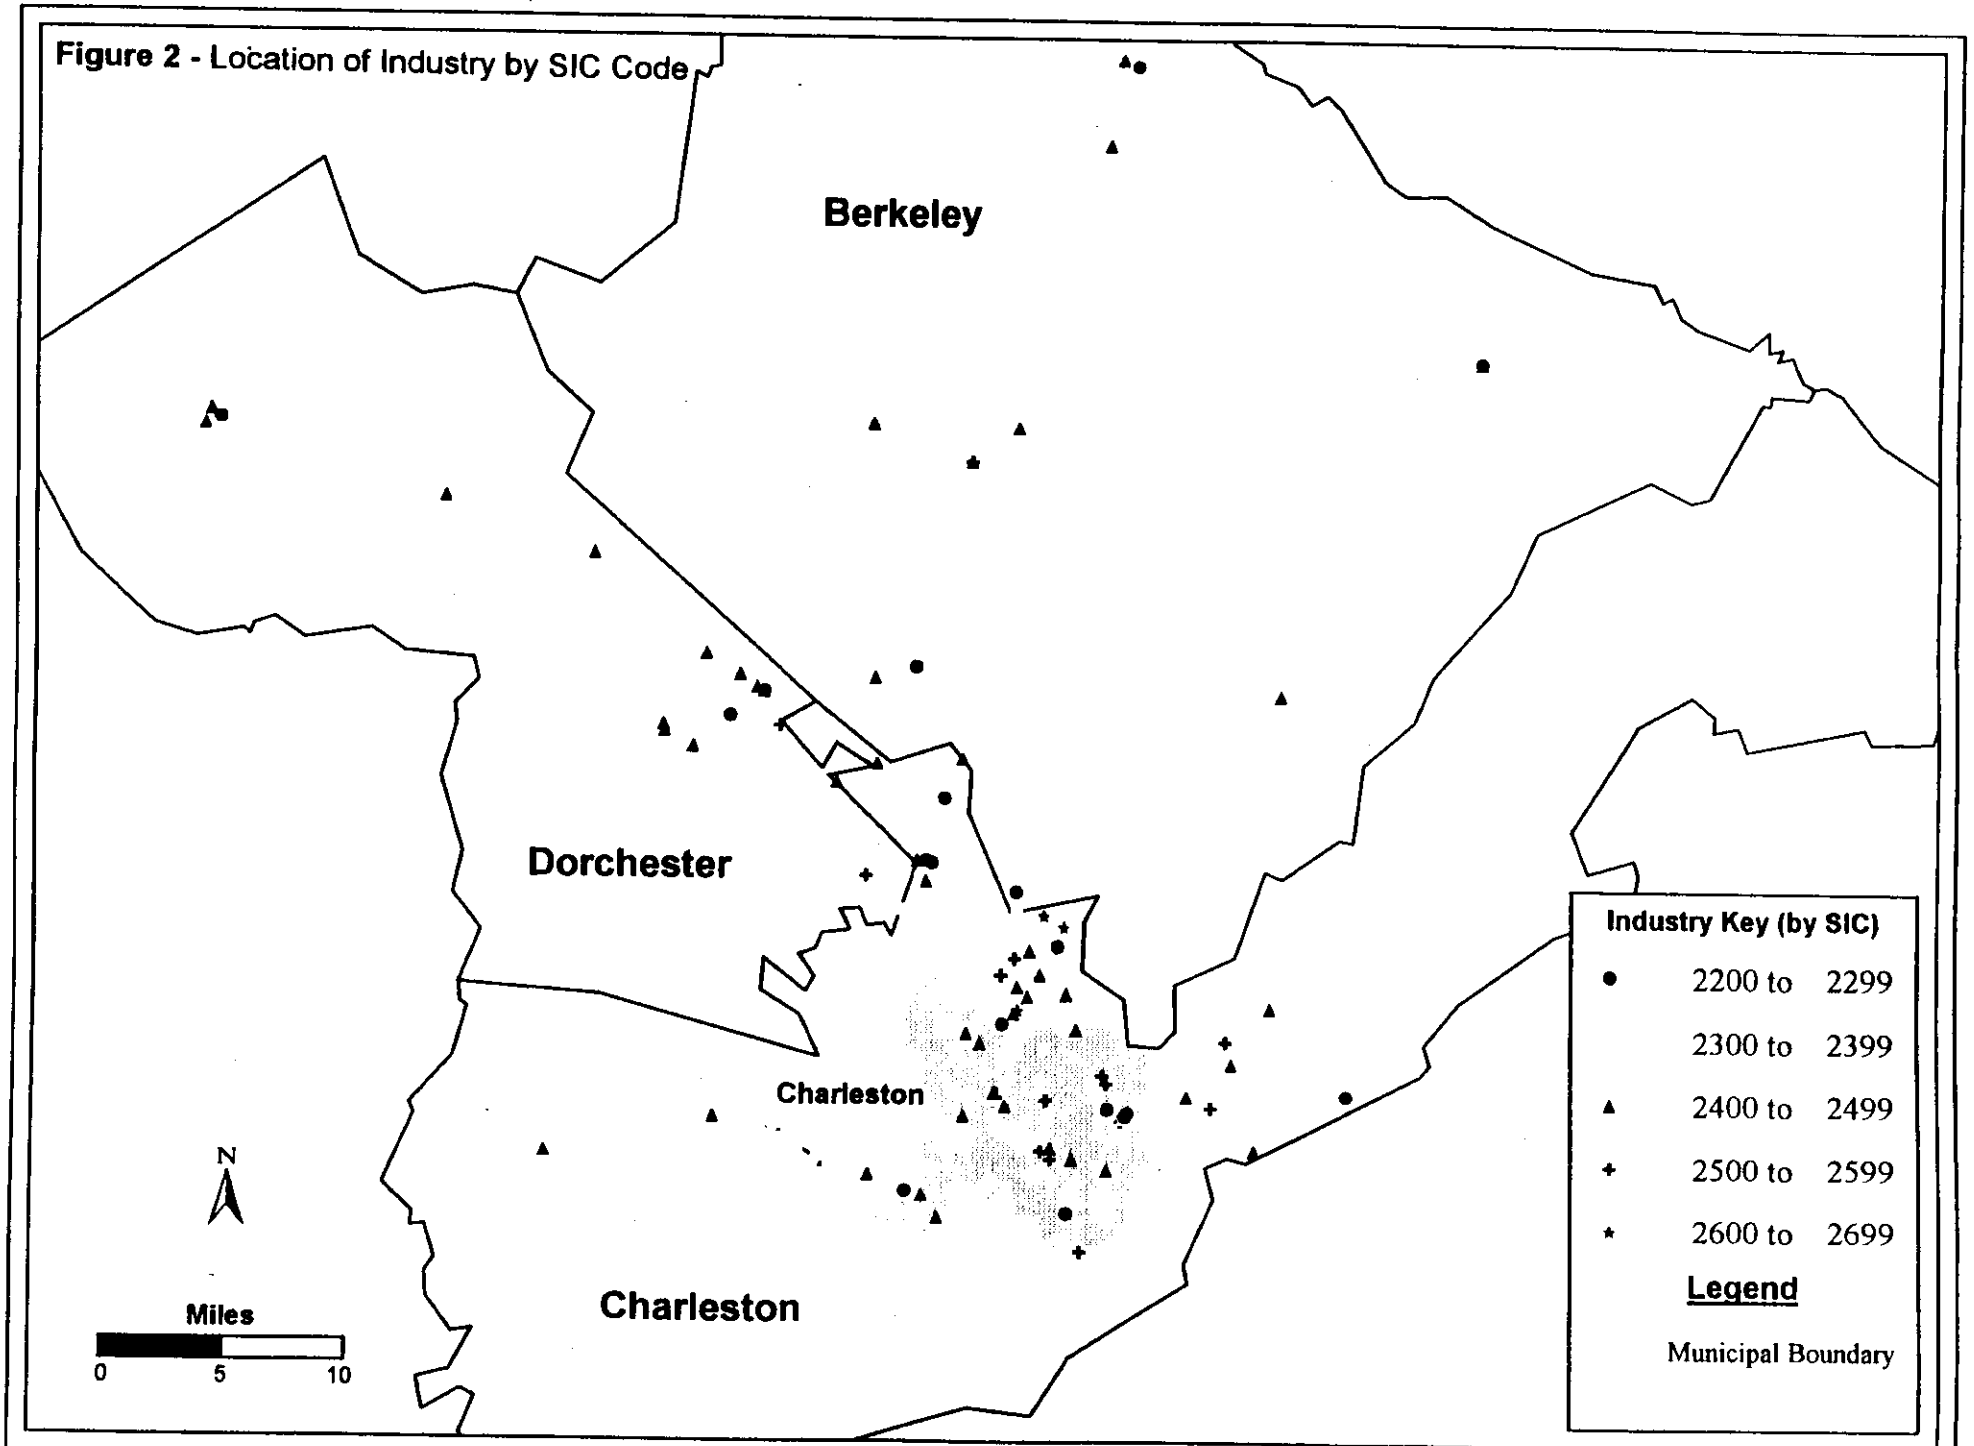 Figure 2 - Location of Industry by SIC Code
Berkeley
Dorchester
Charleston
Charleston
N
Miles
0 5 10
Industry Key (by SIC)
2200 to 2299
2300 to 2399
2400 to 2499
2500 to 2599
2600 to 2699
Legend
Municipal Boundary